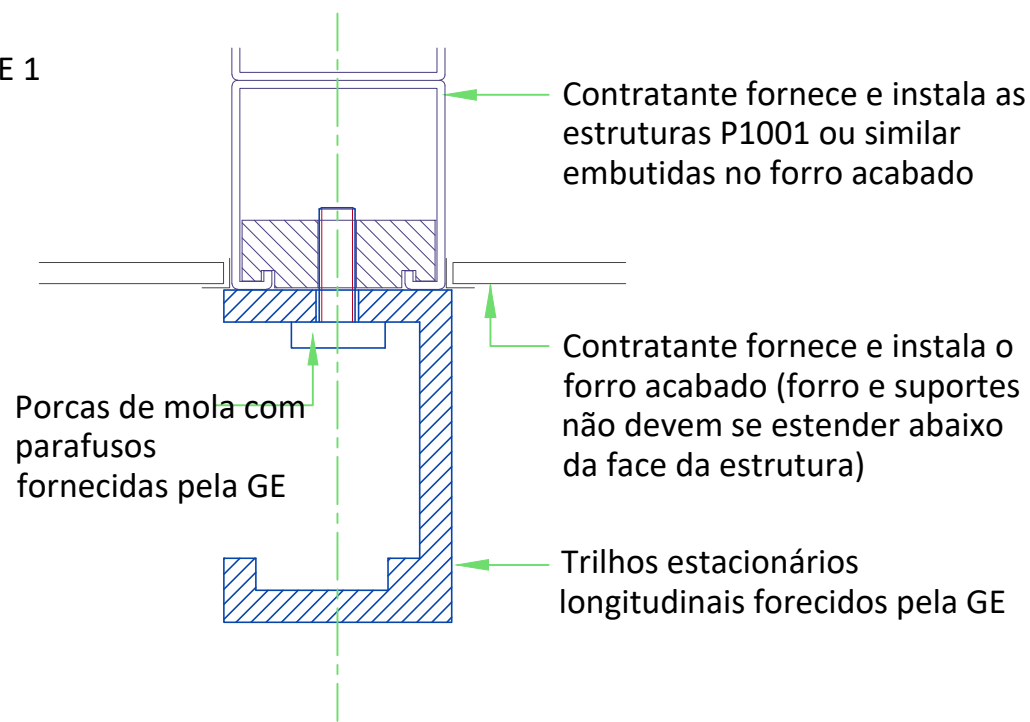 E 1
Contratante fornece e instala as
estruturas P1001 ou similar
embutidas no forro acabado
Contratante fornece e instala o
forro acabado (forro e suportes
não devem se estender abaixo
da face da estrutura)
Porcas de mola com
parafusos
fornecidas pela GE
Trilhos estacionários
longitudinais forecidos pela GE